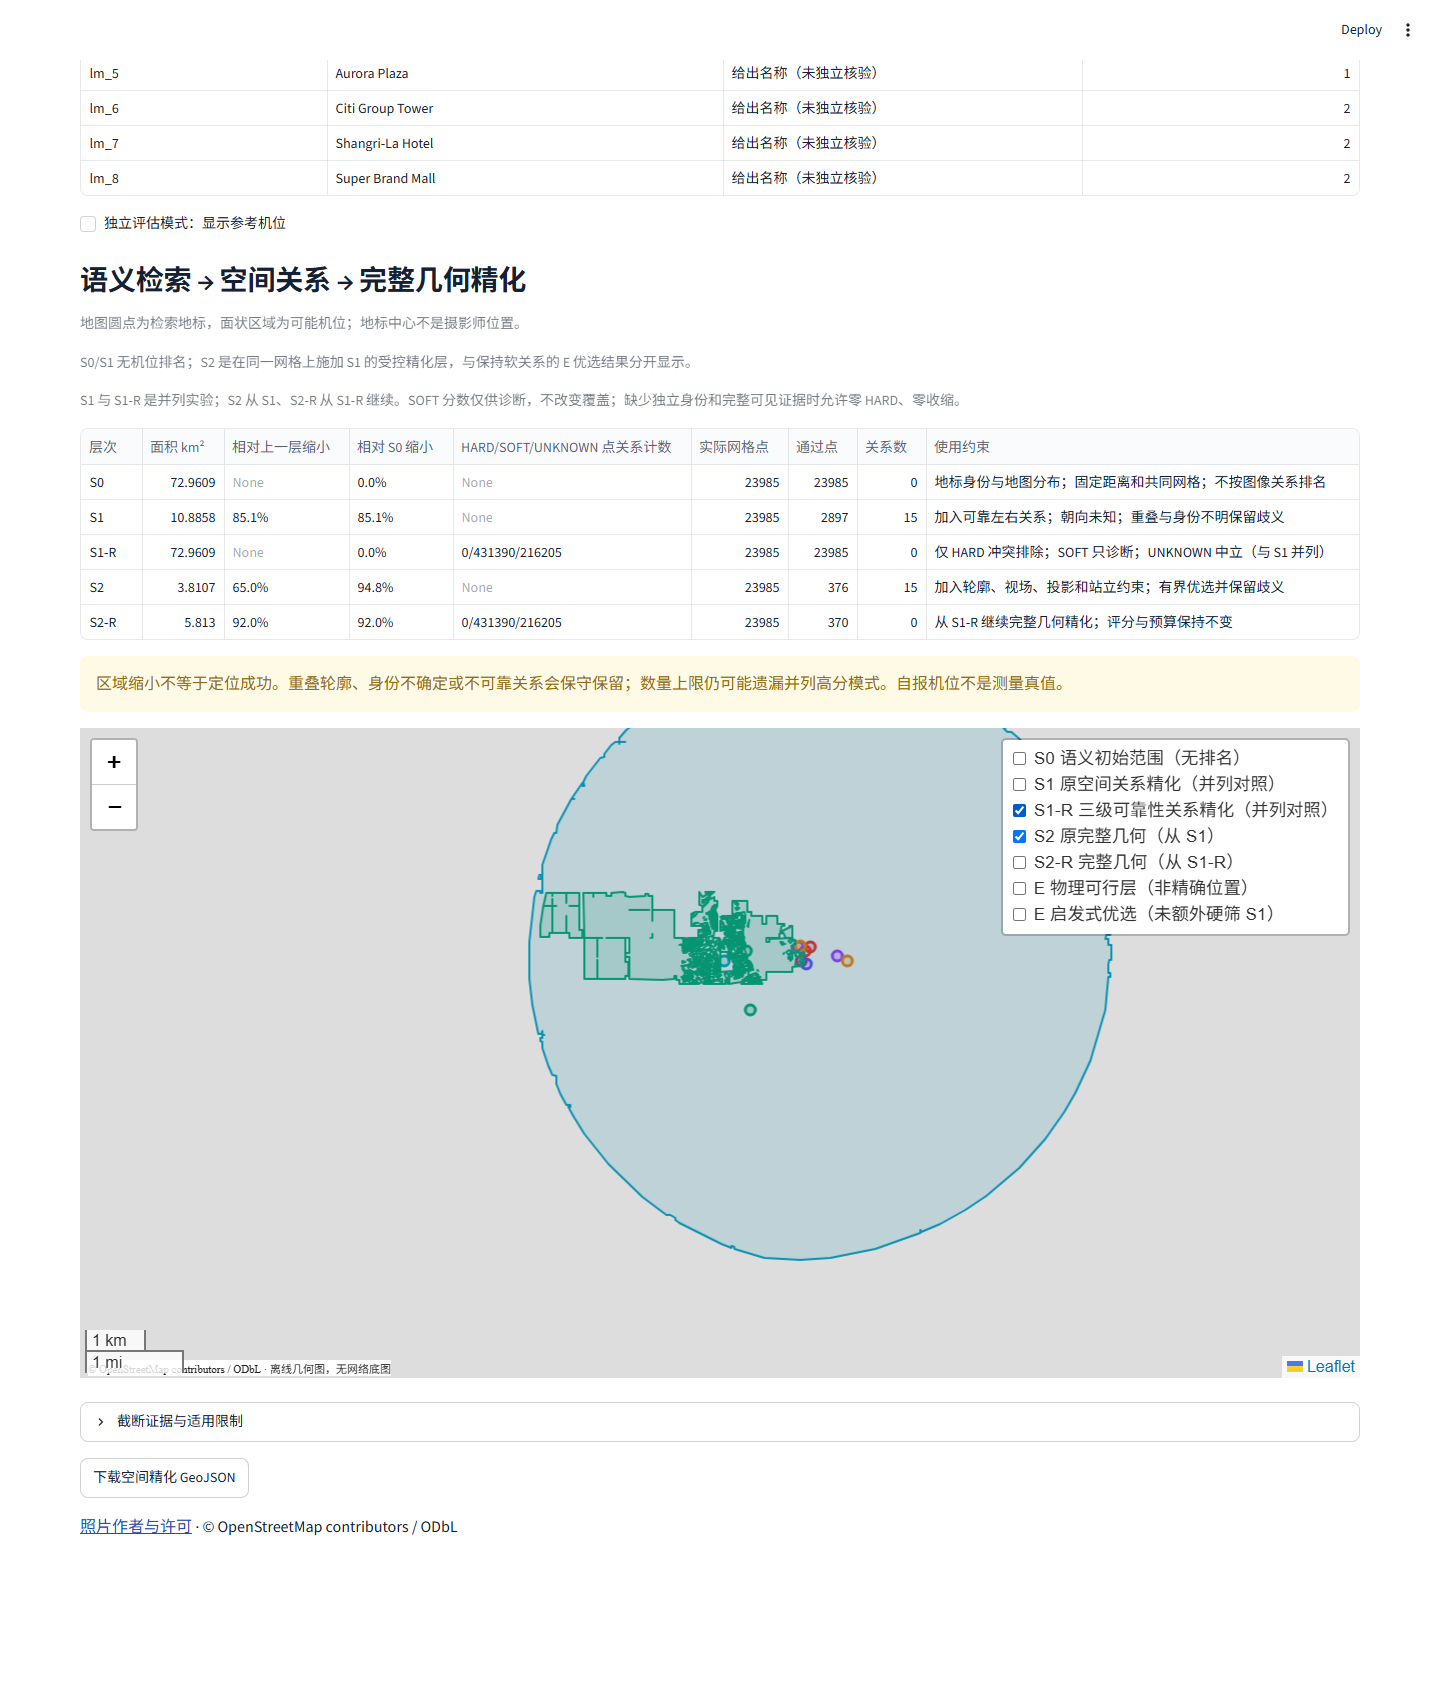 Deploy
lm_5 Aurora Plaza 给出名称（未独立核验） 1
lm_6 Citi Group Tower 给出名称（未独立核验） 2
lm_7 Shangri-La Hotel 给出名称（未独立核验） 2
lm_8 Super Brand Mall 给出名称（未独立核验） 2
独立评估模式：显示参考机位
语义检索 → 空间关系 → 完整几何精化
地图圆点为检索地标，面状区域为可能机位；地标中心不是摄影师位置。
S0/S1 无机位排名；S2 是在同一网格上施加 S1 的受控精化层，与保持软关系的 E 优选结果分开显示。
S1 与 S1-R 是并列实验；S2 从 S1、S2-R 从 S1-R 继续。SOFT 分数仅供诊断，不改变覆盖；缺少独立身份和完整可见证据时允许零 HARD、零收缩。
层次 面积 km² 相对上一层缩小 相对 S0 缩小 HARD/SOFT/UNKNOWN 点关系计数 实际网格点 通过点 关系数 使用约束
S0 72.9609 None 0.0% None 23985 23985 0 地标身份与地图分布；固定距离和共同网格；不按图像关系排名
S1 10.8858 85.1% 85.1% None 23985 2897 15 加入可靠左右关系；朝向未知；重叠与身份不明保留歧义
S1-R 72.9609 None 0.0% 0/431390/216205 23985 23985 0 仅 HARD 冲突排除；SOFT 只诊断；UNKNOWN 中立（与 S1 并列）
S2 3.8107 65.0% 94.8% None 23985 376 15 加入轮廓、视场、投影和站立约束；有界优选并保留歧义
S2-R 5.813 92.0% 92.0% 0/431390/216205 23985 370 0 从 S1-R 继续完整几何精化；评分与预算保持不变
区域缩小不等于定位成功。重叠轮廓、身份不确定或不可靠关系会保守保留；数量上限仍可能遗漏并列高分模式。自报机位不是测量真值。
+
−
S0 语义初始范围（无排名）
S1 原空间关系精化（并列对照）
S1-R 三级可靠性关系精化（并列对照）
S2 原完整几何（从 S1）
S2-R 完整几何（从 S1-R）
E 物理可行层（非精确位置）
E 启发式优选（未额外硬筛 S1）
1 km
1 mi
© OpenStreetMap contributors / ODbL · 离线几何图，无网络底图
Leaflet
截断证据与适用限制
下载空间精化 GeoJSON
照片作者与许可 · © OpenStreetMap contributors / ODbL